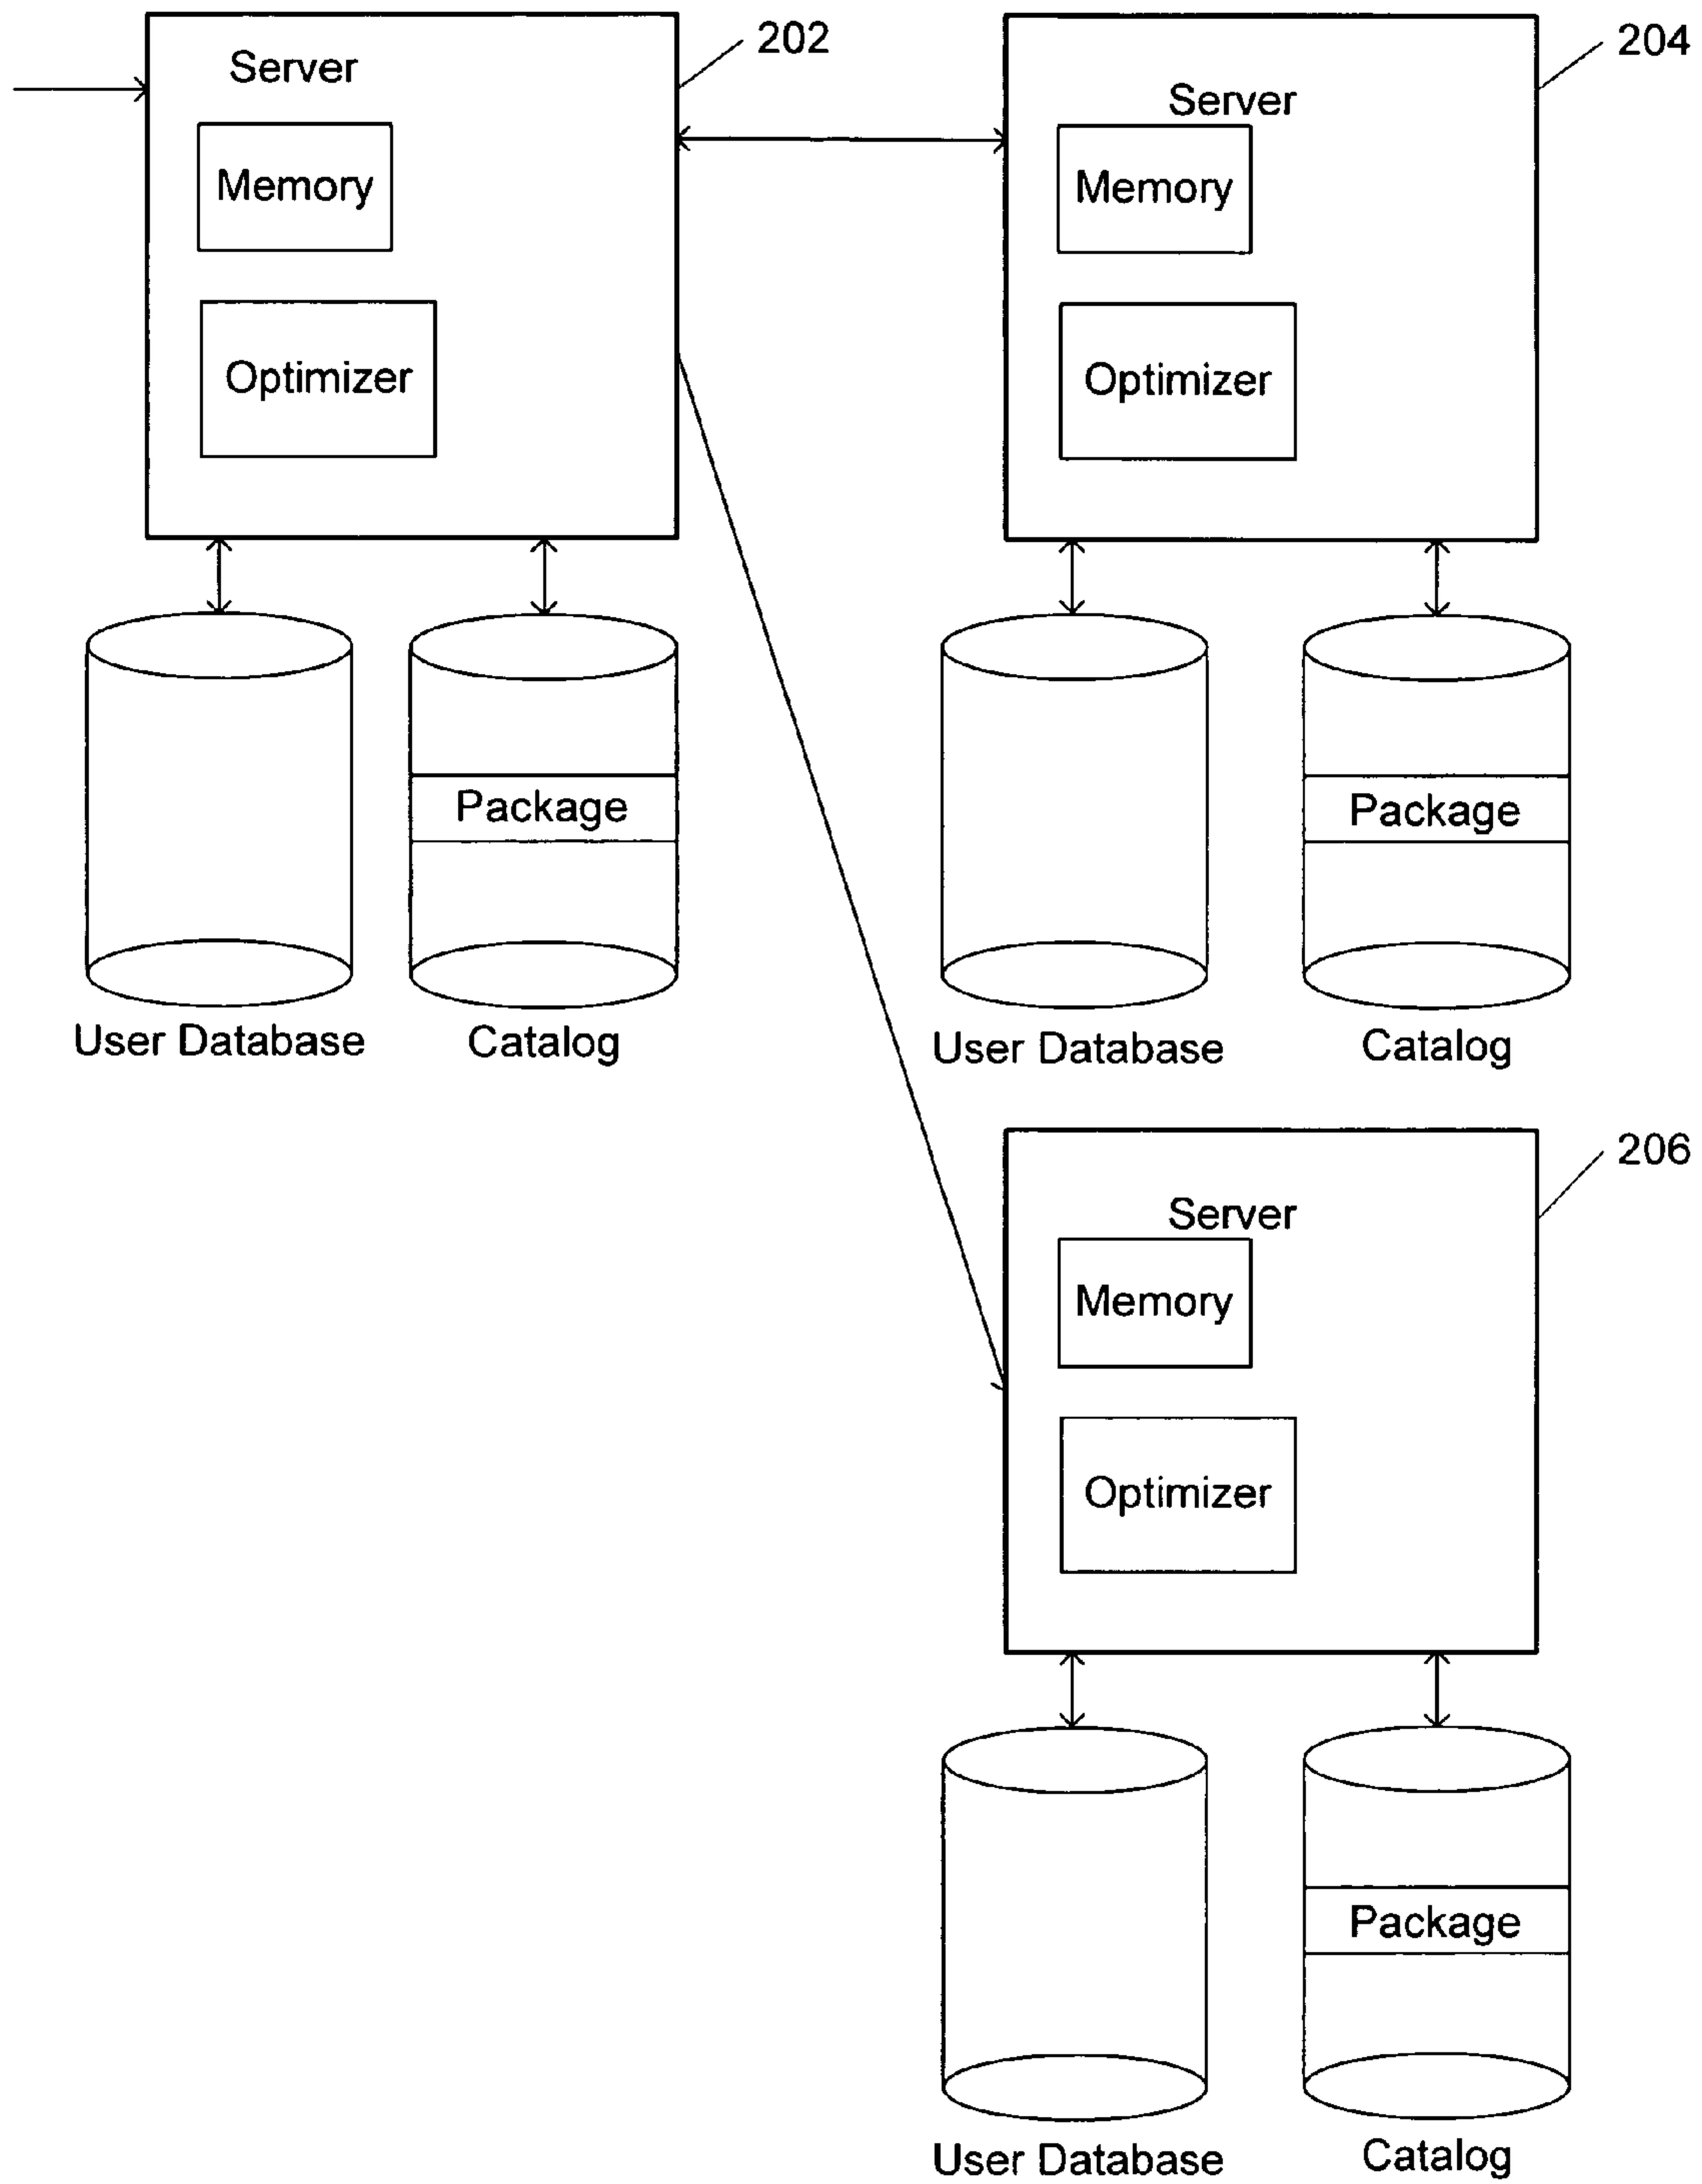 202
204
Server
Server
Memory
Memory
Optimizer
Optimizer
Package
Package
User Database
Catalog
User Database
Catalog
206
Server
Memory
Optimizer
Package
User Database
Catalog